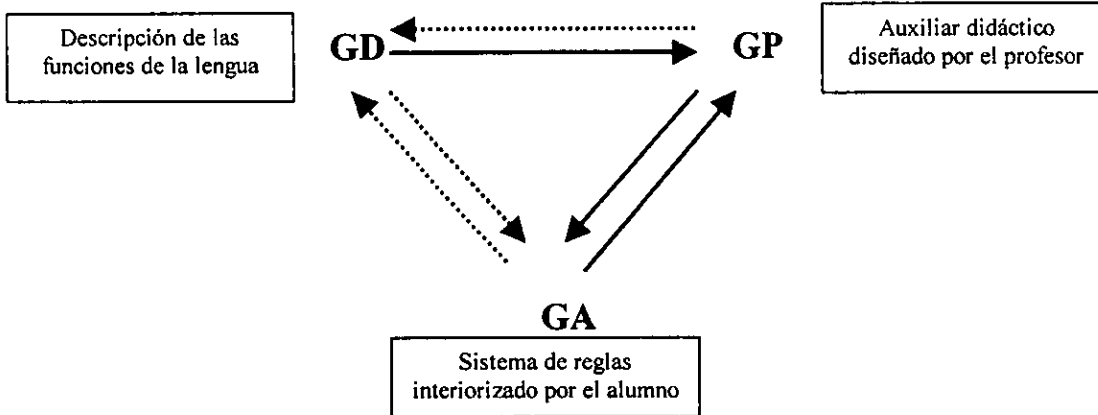 Descripción de las
funciones de la lengua
GD
GP
Auxiliar didáctico
diseñado por el profesor
GA
Sistema de reglas
interiorizado por el alumno